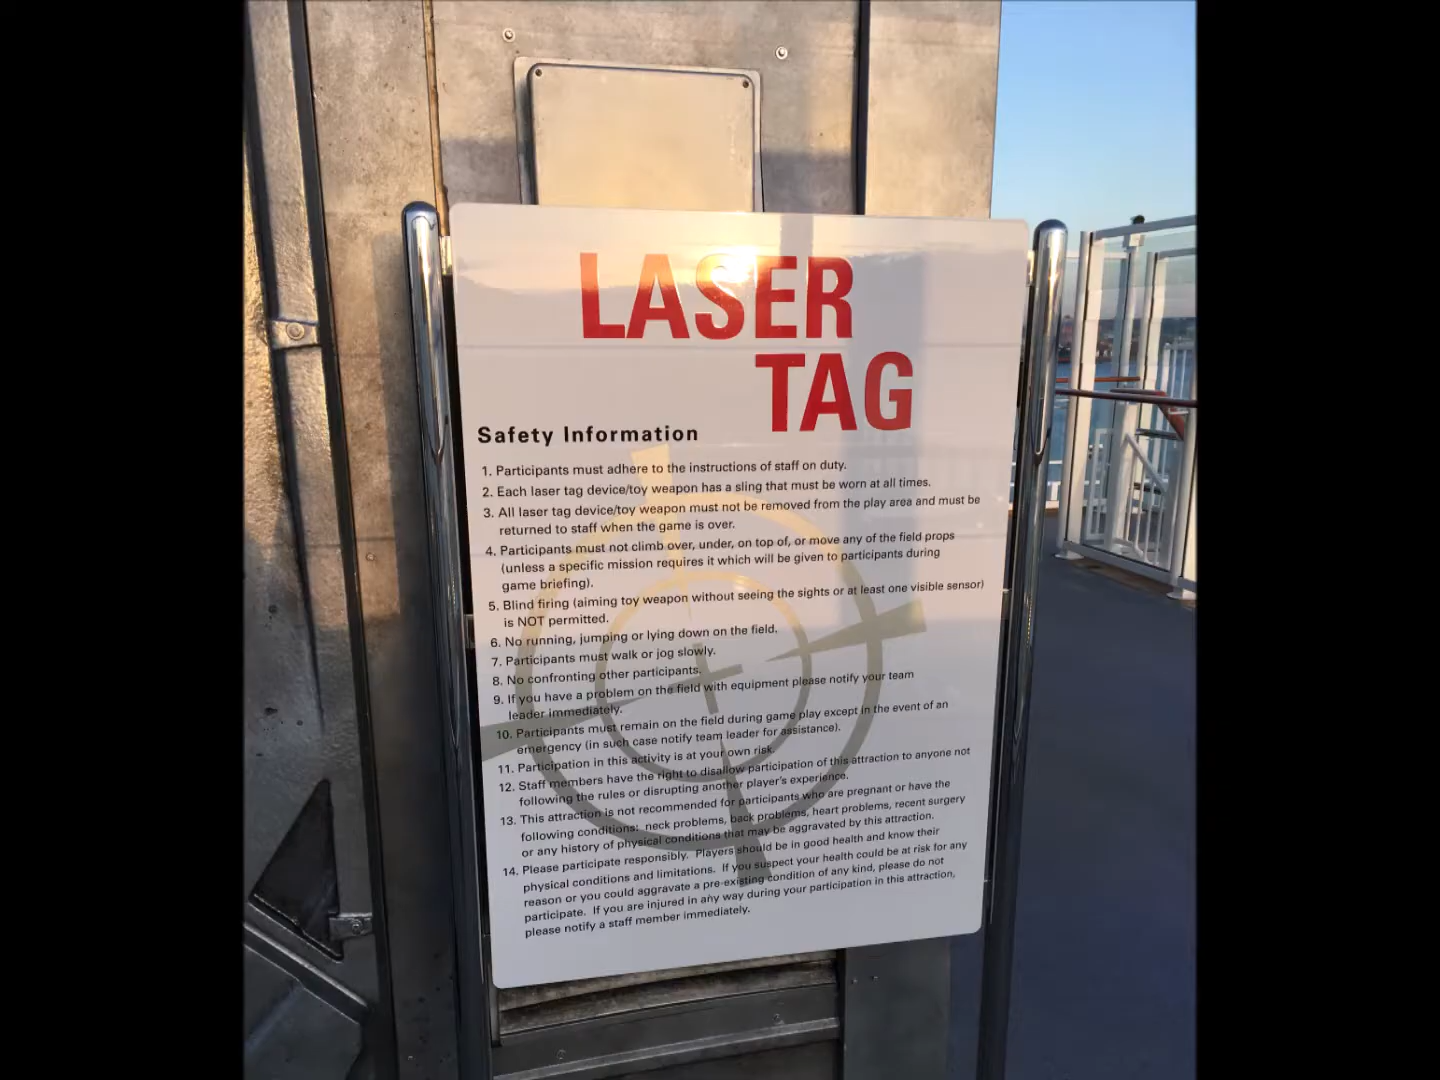 LASER
TAG
Safety Information
1. Participants must adhere to the instructions of staff on duty.
2. Each laser tag device/toy weapon has a sling that must be worn at all times.
3. All laser tag device/toy weapon must not be removed from the play area and must be
returned to staff when the game is over.
4. Participants must not climb over, under, on top of, or move any of the field props
(unless a specific mission requires it which will be given to participants during
game briefing).
5. Blind firing (aiming toy weapon without seeing the sights or at least one visible sensor)
is NOT permitted.
6. No running, jumping or lying down on the field.
7. Participants must walk or jog slowly.
8. No confronting other participants.
9. If you have a problem on the field with equipment please notify your team
leader immediately.
10. Participants must remain on the field during game play except in the event of an
emergency (in such case notify team leader for assistance).
11. Participation in this activity is at your own risk.
12. Staff members have the right to disallow participation of this attraction to anyone not
following the rules or disrupting another player's experience.
13. This attraction is not recommended for participants who are pregnant or have the
following conditions: neck problems, back problems, heart problems, recent surgery
or any history of physical conditions that may be aggravated by this attraction.
14. Please participate responsibly. Players should be in good health and know their
physical conditions and limitations. If you suspect your health could be at risk for any
reason or you could aggravate a pre-existing condition of any kind, please do not
participate. If you are injured in any way during your participation in this attraction,
please notify a staff member immediately.